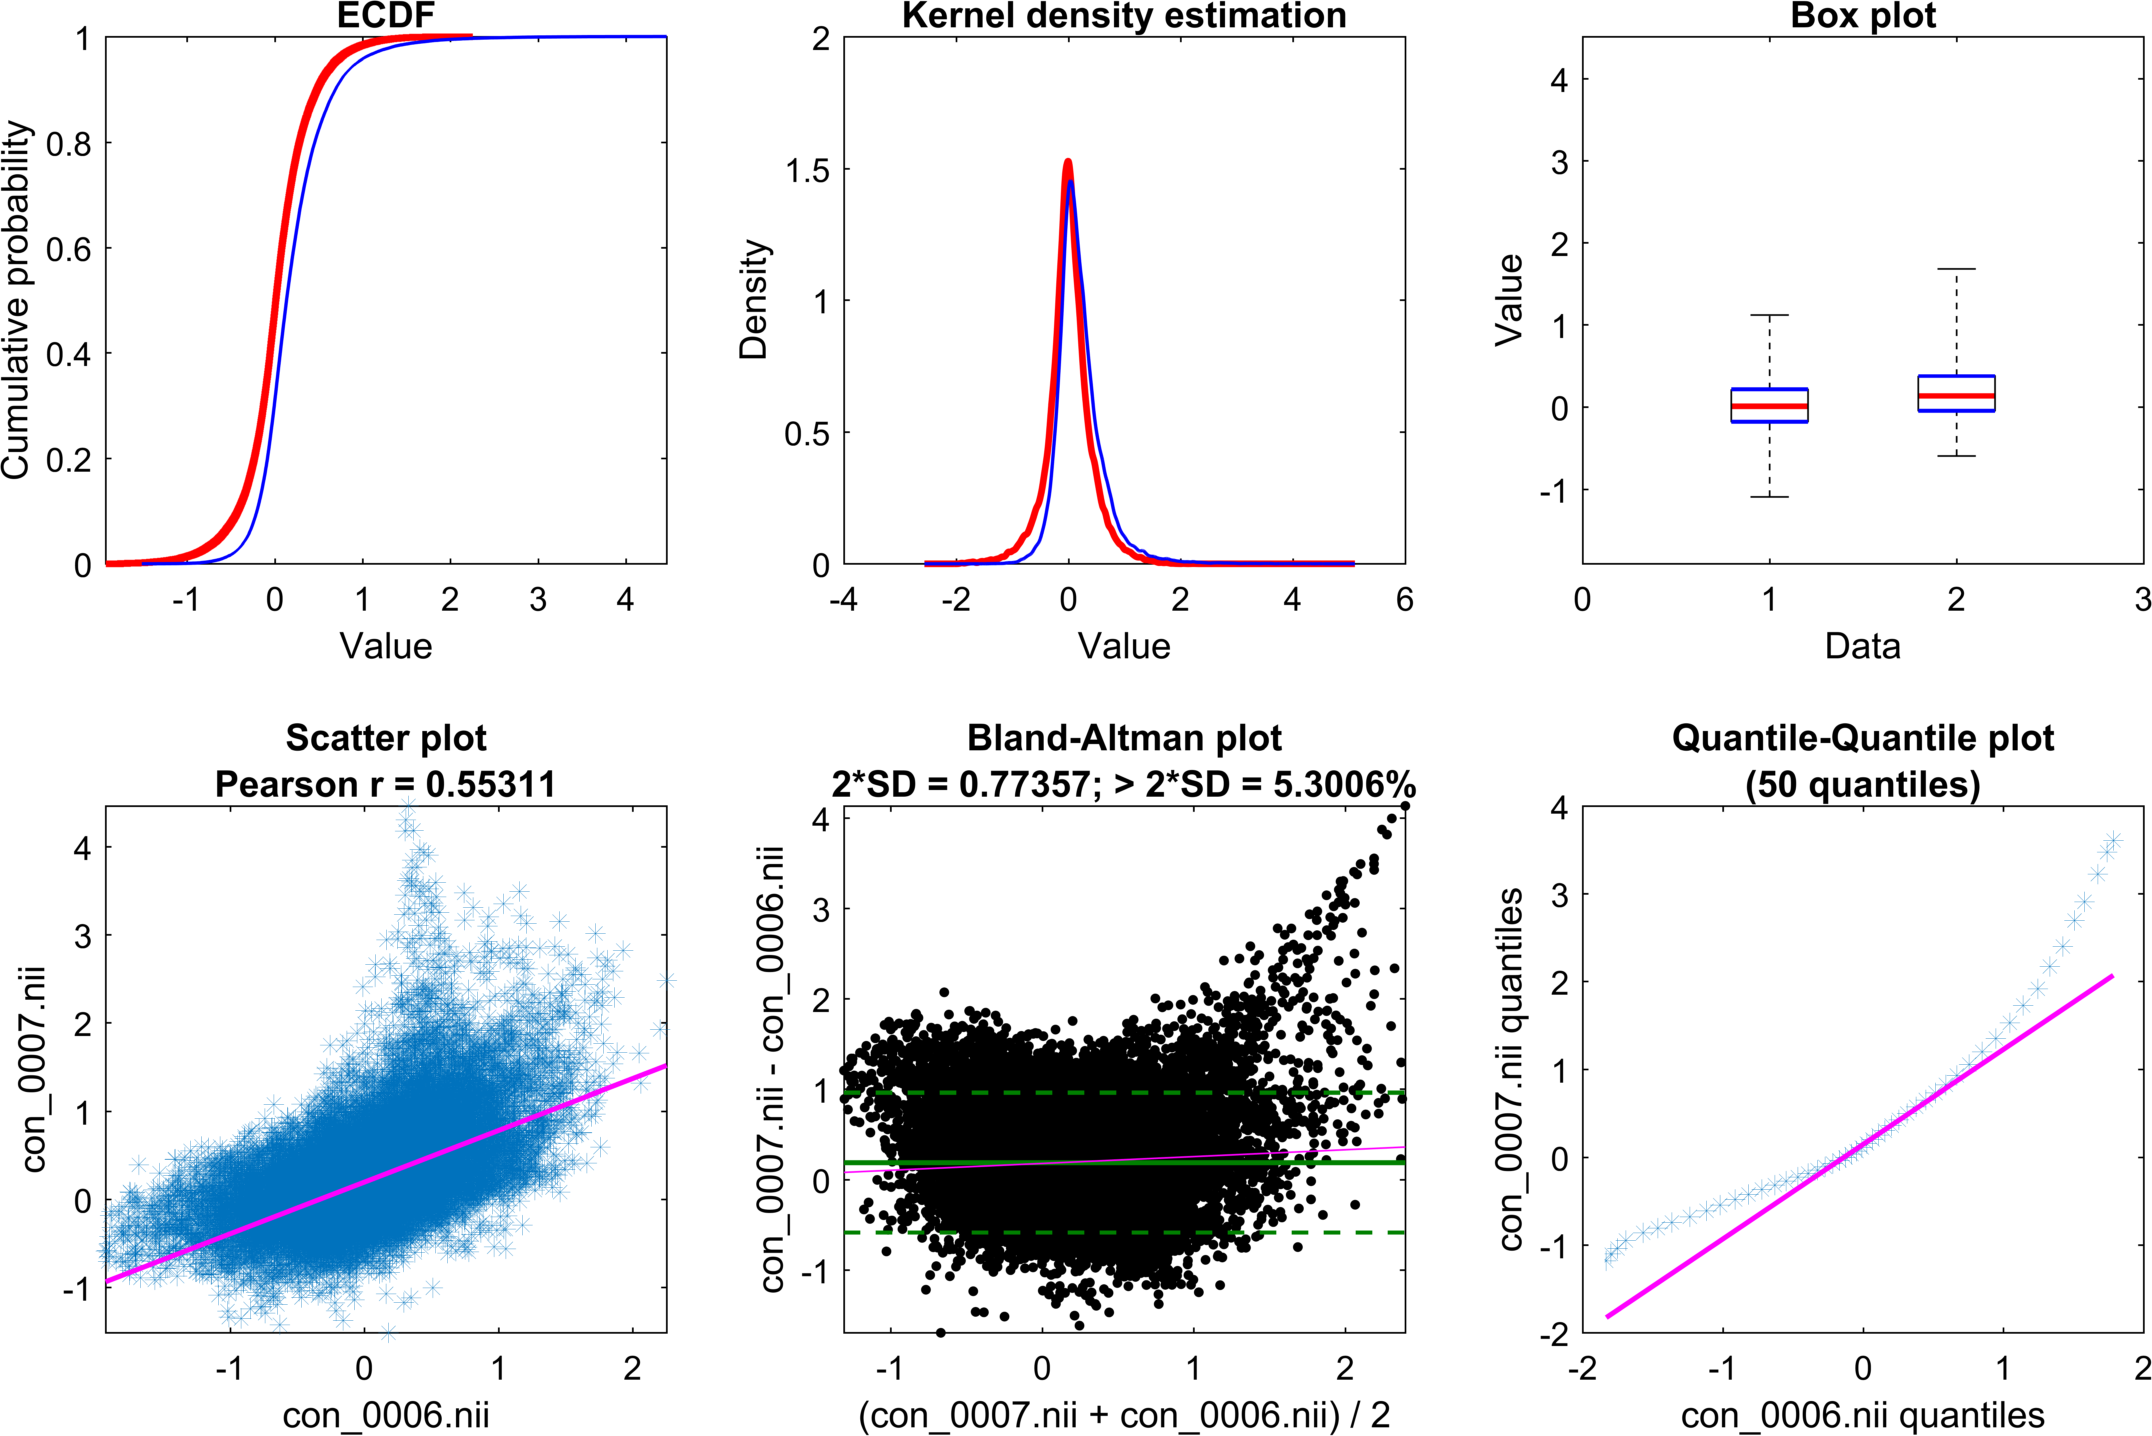 ECDF
Cumulative probability
1
0.8
0.6
0.4
0.2
0
-1 0 1 2 3 4
Value
Kernel density estimation
Density
2
1.5
1
0.5
0
-4 -2 0 2 4 6
Value
Box plot
Value
4
3
2
1
0
-1
0 1 2 3
Data
Scatter plot
Pearson r = 0.55311
con_0007.nii
4
3
2
1
0
-1
-1 0 1 2
con_0006.nii
Bland-Altman plot
2*SD = 0.77357; > 2*SD = 5.3006%
con_0007.nii - con_0006.nii
4
3
2
1
0
-1
-1 0 1 2
(con_0007.nii + con_0006.nii) / 2
Quantile-Quantile plot
(50 quantiles)
con_0007.nii quantiles
4
3
2
1
0
-1
-2
-2 -1 0 1 2
con_0006.nii quantiles